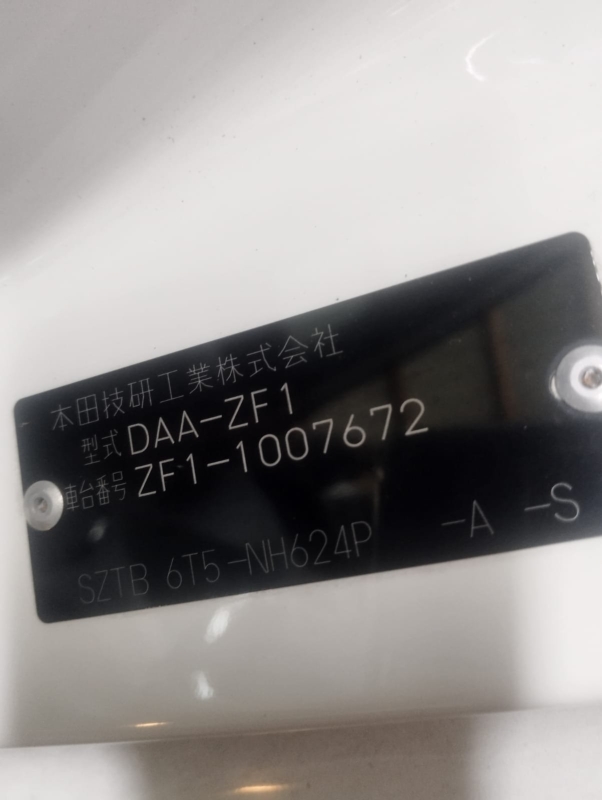 本田技研工業株式会社
型式 DAA-ZF1
車台番号 ZF1-1007672
SZTB 6T5-NH624P -A -S